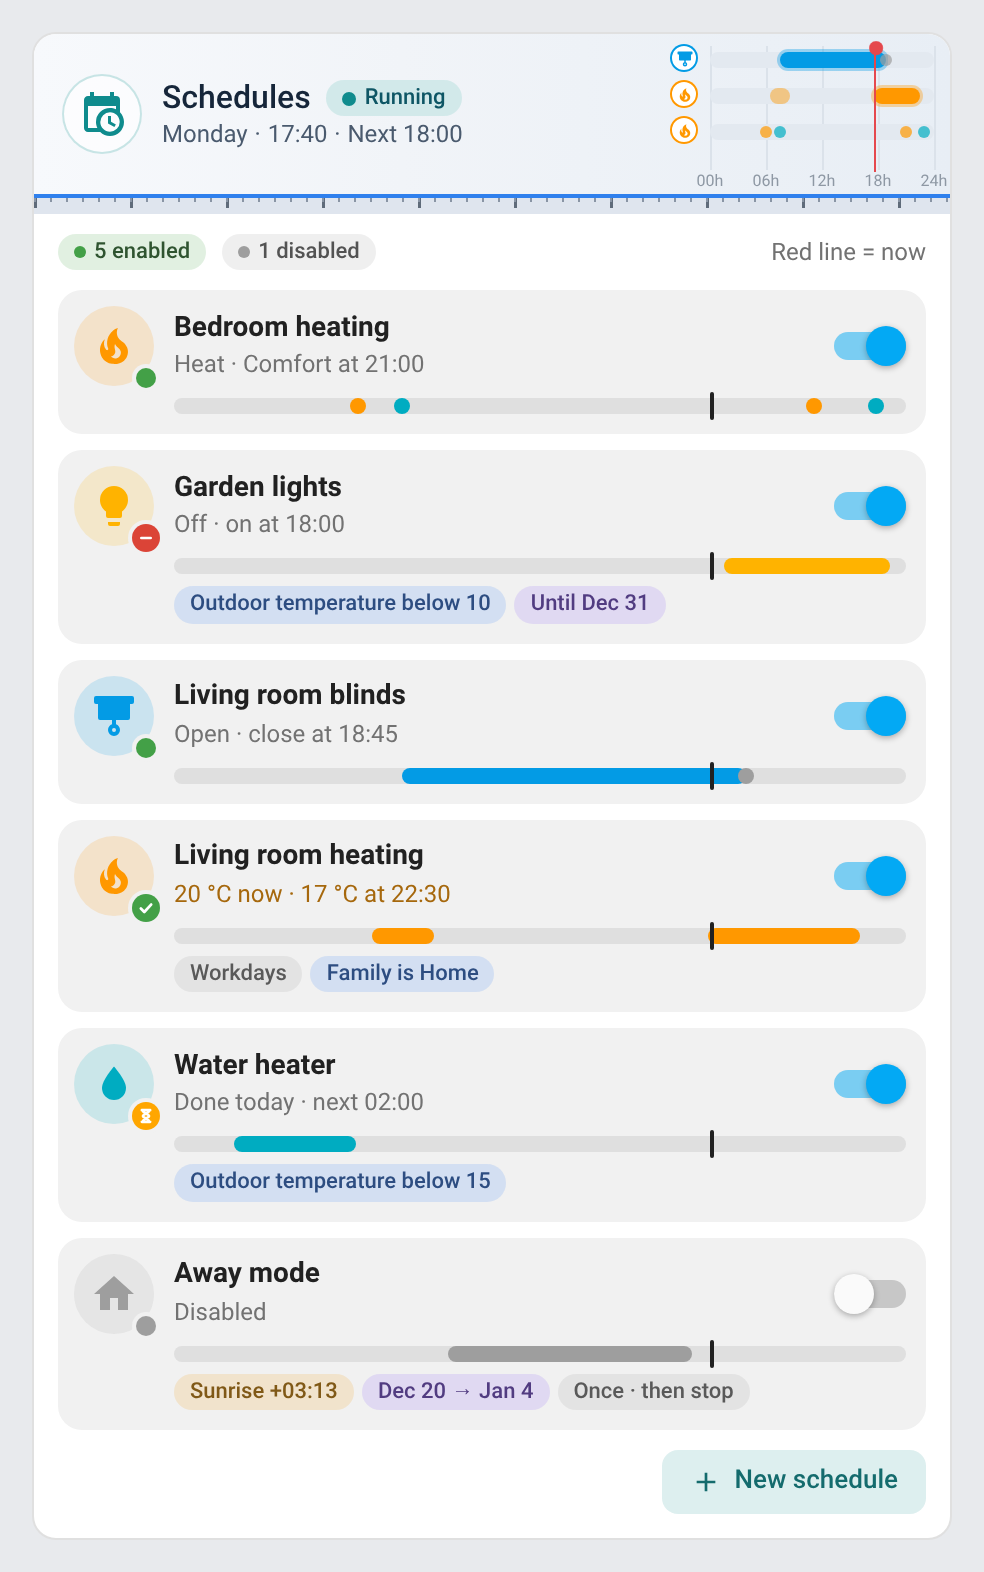 Schedules
Running
Monday · 17:40 · Next 18:00
00h 06h 12h 18h 24h
5 enabled
1 disabled
Red line = now
Bedroom heating
Heat · Comfort at 21:00
Garden lights
Off · on at 18:00
Outdoor temperature below 10
Until Dec 31
Living room blinds
Open · close at 18:45
Living room heating
20 °C now · 17 °C at 22:30
Workdays
Family is Home
Water heater
Done today · next 02:00
Outdoor temperature below 15
Away mode
Disabled
Sunrise +03:13
Dec 20 → Jan 4
Once · then stop
+ New schedule